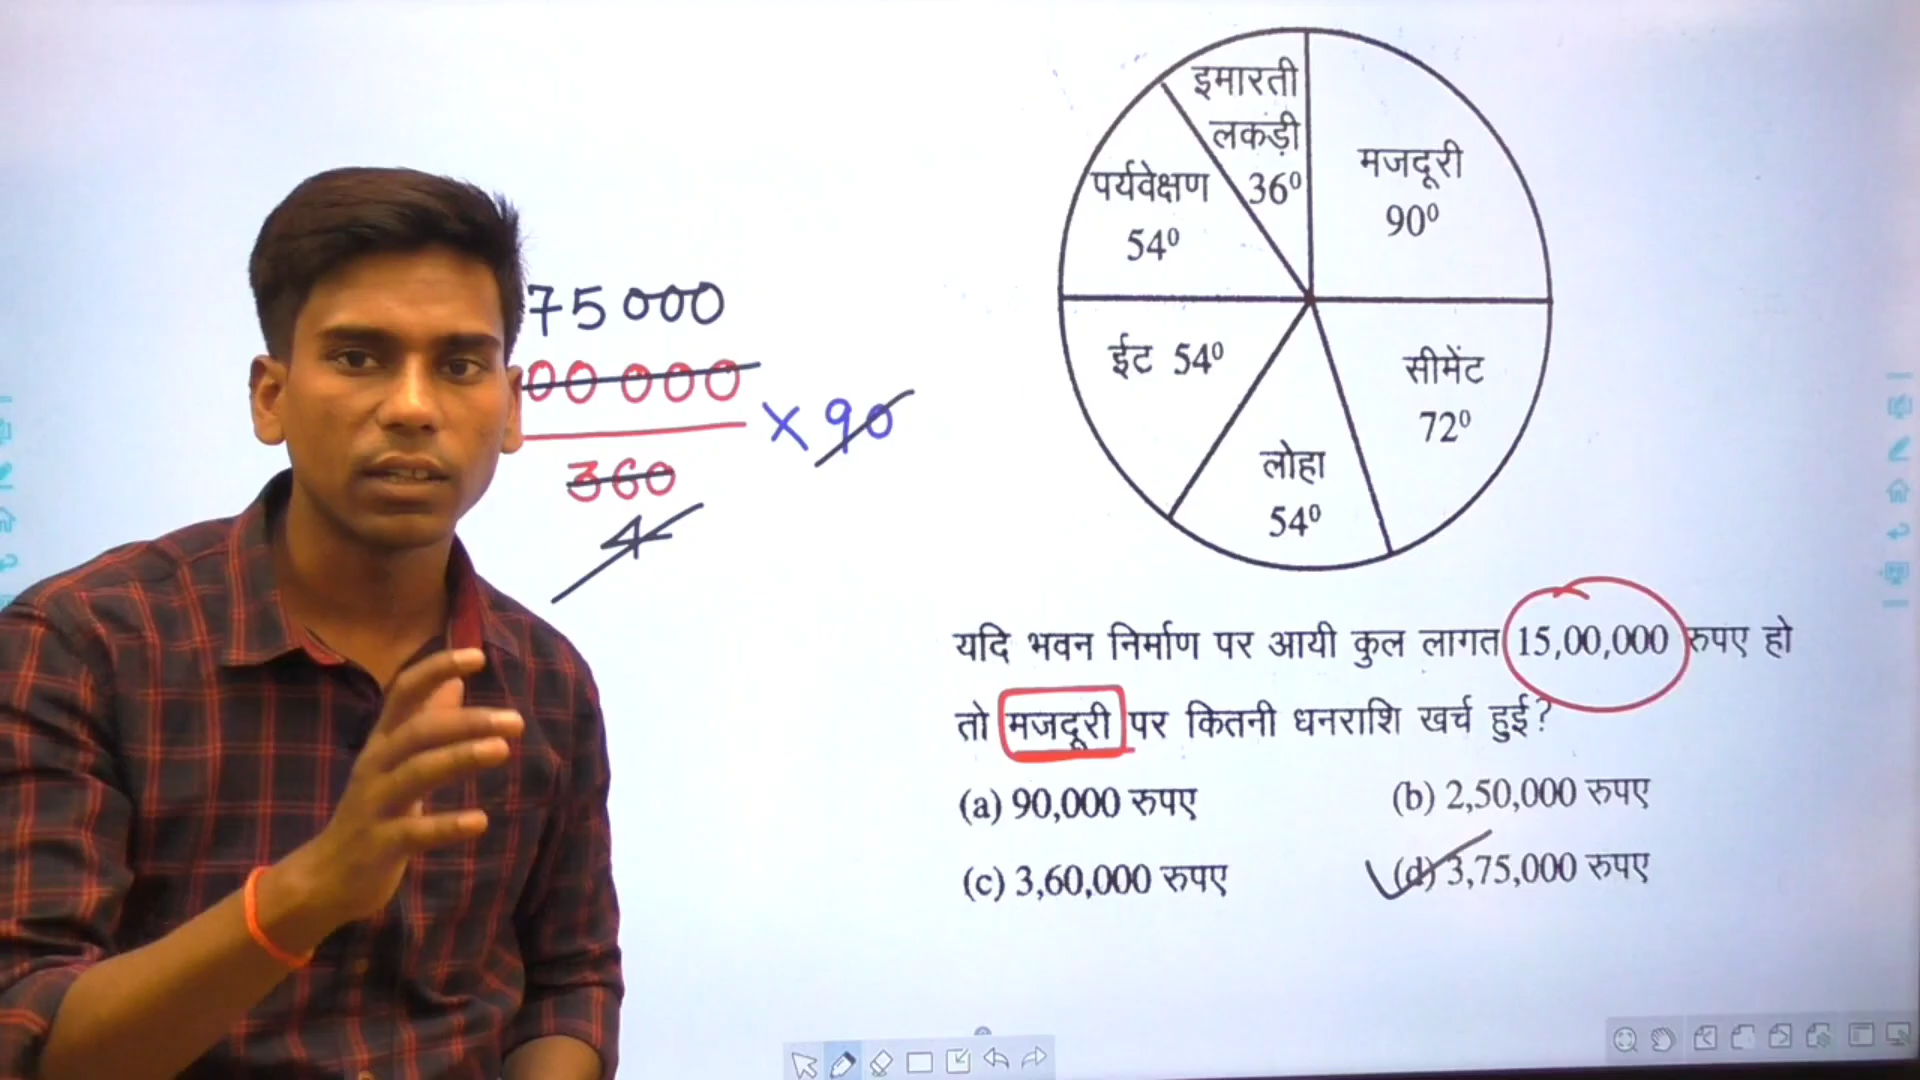 75000
00 000
× 90
360
4
इमारती
लकड़ी
36⁰
मजदूरी
90⁰
पर्यवेक्षण
54⁰
ईट 54⁰
सीमेंट
72⁰
लोहा
54⁰
यदि भवन निर्माण पर आयी कुल लागत 15,00,000 रुपए हो
तो मजदूरी पर कितनी धनराशि खर्च हुई?
(a) 90,000 रुपए
(b) 2,50,000 रुपए
(c) 3,60,000 रुपए
(d) 3,75,000 रुपए